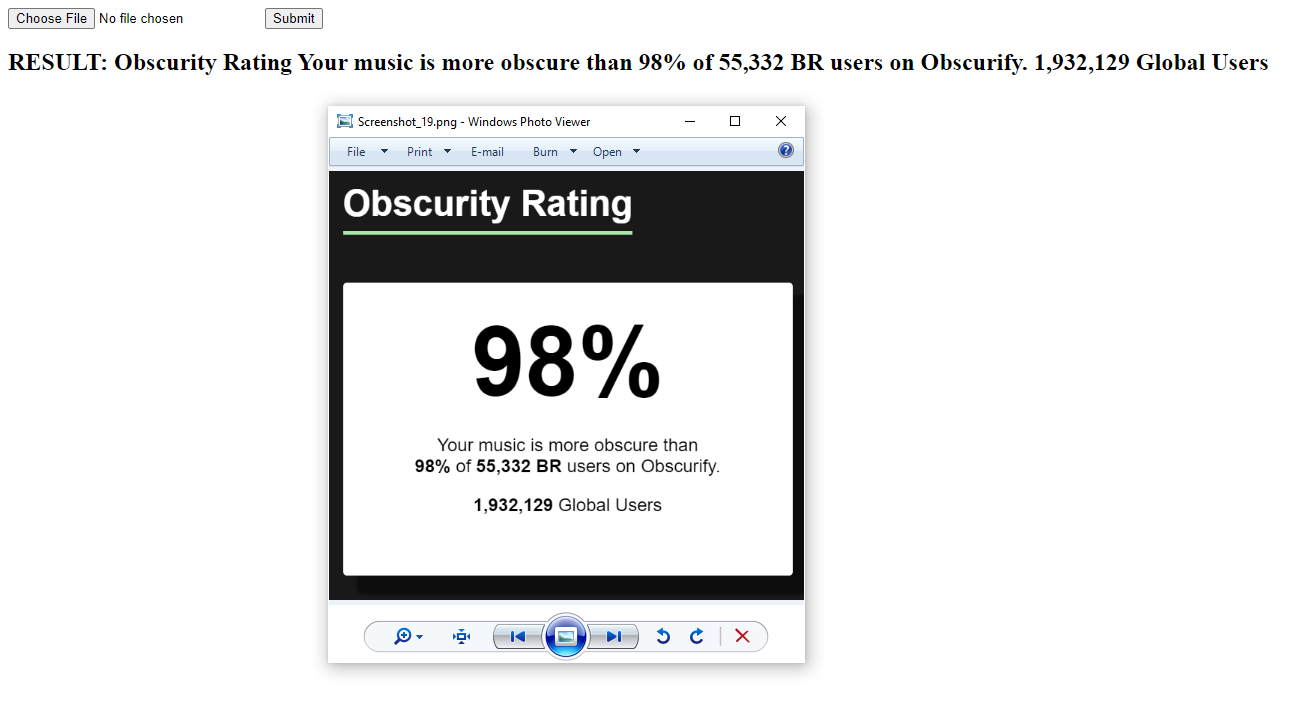 Choose File No file chosen Submit
RESULT: Obscurity Rating Your music is more obscure than 98% of 55,332 BR users on Obscurify. 1,932,129 Global Users
Screenshot_19.png - Windows Photo Viewer
File Print E-mail Burn Open ?
Obscurity Rating
98%
Your music is more obscure than
98% of 55,332 BR users on Obscurify.
1,932,129 Global Users